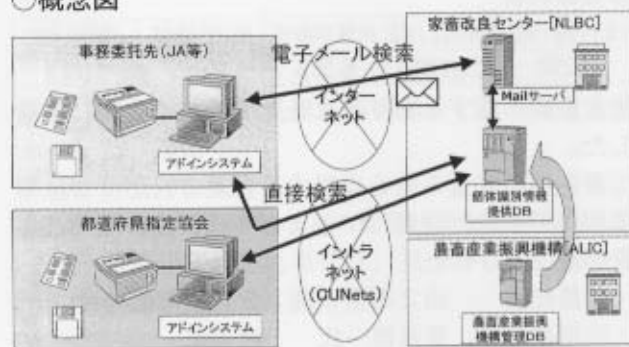 ○概念図
事務委託先(JA等)
アドインシステム
電子メール検索
インター
ネット
家畜改良センター[NLBC]
Mailサーバ
個体識別情報
提供DB
直接検索
都道府県指定協会
アドインシステム
イントラ
ネット
(CUNets)
農畜産業振興機構[ALIC]
農畜産業振興
機構管理DB